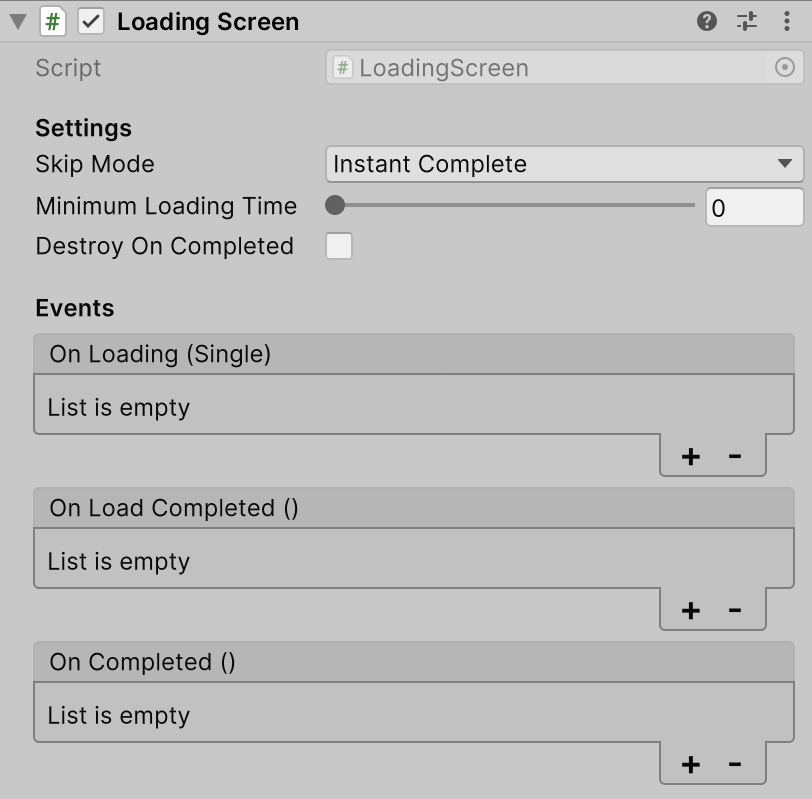 # Loading Screen ?
Script # LoadingScreen
Settings
Skip Mode Instant Complete
Minimum Loading Time 0
Destroy On Completed
Events
On Loading (Single)
List is empty
+ -
On Load Completed ()
List is empty
+ -
On Completed ()
List is empty
+ -